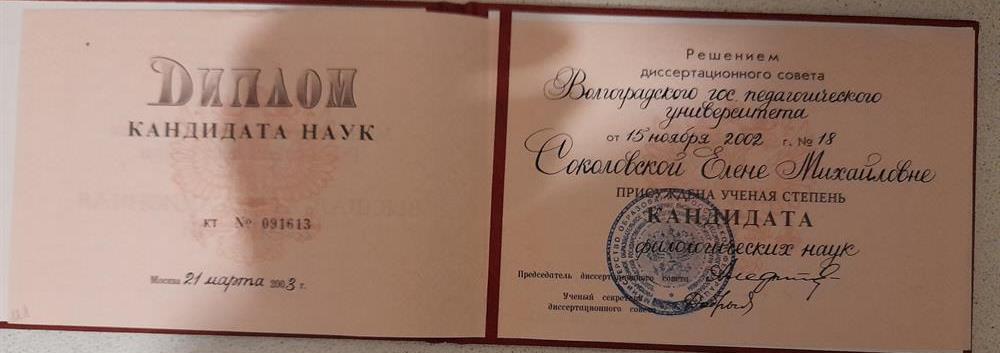 Диплом
КАНДИДАТА НАУК
КТ № 091613
Москва 21 марта 2003 г.
Решением
диссертационного совета
Волгоградского гос. педагогического
университета
от 15 ноября 2002 г. № 18
Соколовской Елене Михайловне
ПРИСУЖДЕНА УЧЕНАЯ СТЕПЕНЬ
КАНДИДАТА
филологических наук
Председатель диссертационного совета
Ученый секретарь
диссертационного совета